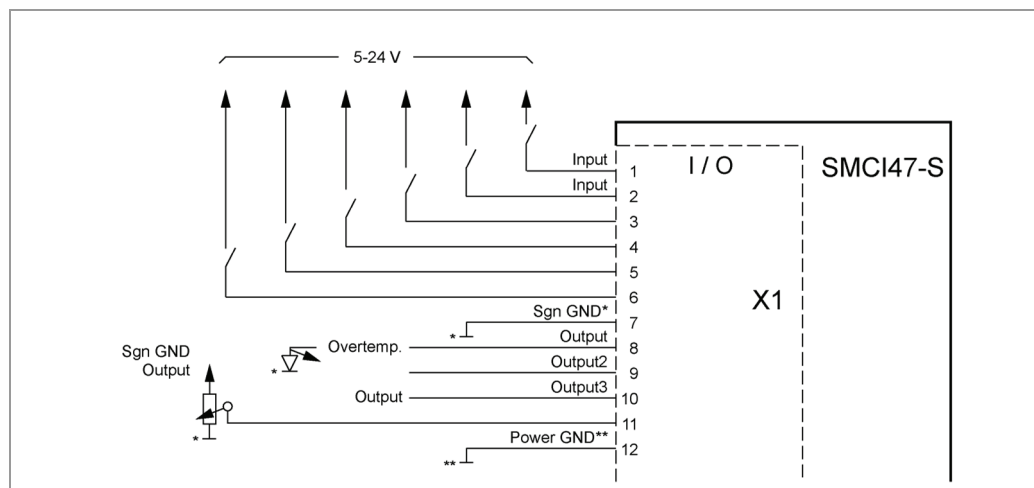 5-24 V
I / O
SMCI47-S
Input
1
Input
2
3
4
5
X1
6
Sgn GND*
7
*
Output
8
Overtemp.
*
Output2
9
Sgn GND
Output
Output3
10
Output
11
*
Power GND**
12
**